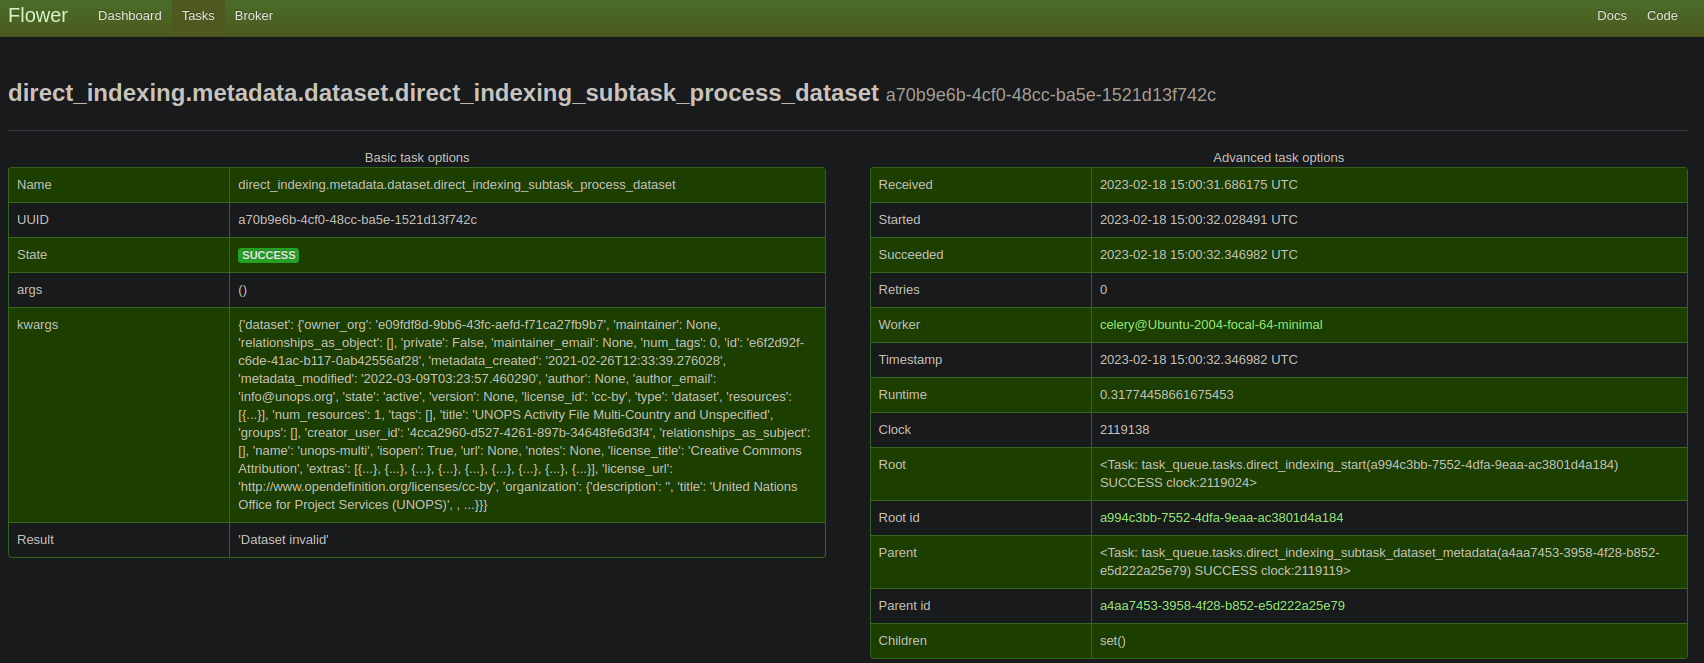 Flower Dashboard Tasks Broker Docs Code
direct_indexing.metadata.dataset.direct_indexing_subtask_process_dataset a70b9e6b-4cf0-48cc-ba5e-1521d13f742c
Basic task options
Name direct_indexing.metadata.dataset.direct_indexing_subtask_process_dataset
UUID a70b9e6b-4cf0-48cc-ba5e-1521d13f742c
State SUCCESS
args ()
kwargs {'dataset': {'owner_org': 'e09fdf8d-9bb6-43fc-aefd-f71ca27fb9b7', 'maintainer': None,
'relationships_as_object': [], 'private': False, 'maintainer_email': None, 'num_tags': 0, 'id': 'e6f2d92f-
c6de-41ac-b117-0ab42556af28', 'metadata_created': '2021-02-26T12:33:39.276028',
'metadata_modified': '2022-03-09T03:23:57.460290', 'author': None, 'author_email':
'info@unops.org', 'state': 'active', 'version': None, 'license_id': 'cc-by', 'type': 'dataset', 'resources':
[{...}], 'num_resources': 1, 'tags': [], 'title': 'UNOPS Activity File Multi-Country and Unspecified',
'groups': [], 'creator_user_id': '4cca2960-d527-4261-897b-34648fe6d3f4', 'relationships_as_subject':
[], 'name': 'unops-multi', 'isopen': True, 'url': None, 'notes': None, 'license_title': 'Creative Commons
Attribution', 'extras': [{...}, {...}, {...}, {...}, {...}, {...}, {...}, {...}, {...}], 'license_url':
'http://www.opendefinition.org/licenses/cc-by', 'organization': {'description': '', 'title': 'United Nations
Office for Project Services (UNOPS)', , ...}}}
Result 'Dataset invalid'
Advanced task options
Received 2023-02-18 15:00:31.686175 UTC
Started 2023-02-18 15:00:32.028491 UTC
Succeeded 2023-02-18 15:00:32.346982 UTC
Retries 0
Worker celery@Ubuntu-2004-focal-64-minimal
Timestamp 2023-02-18 15:00:32.346982 UTC
Runtime 0.31774458661675453
Clock 2119138
Root <Task: task_queue.tasks.direct_indexing_start(a994c3bb-7552-4dfa-9eaa-ac3801d4a184)
SUCCESS clock:2119024>
Root id a994c3bb-7552-4dfa-9eaa-ac3801d4a184
Parent <Task: task_queue.tasks.direct_indexing_subtask_dataset_metadata(a4aa7453-3958-4f28-b852-
e5d222a25e79) SUCCESS clock:2119119>
Parent id a4aa7453-3958-4f28-b852-e5d222a25e79
Children set()